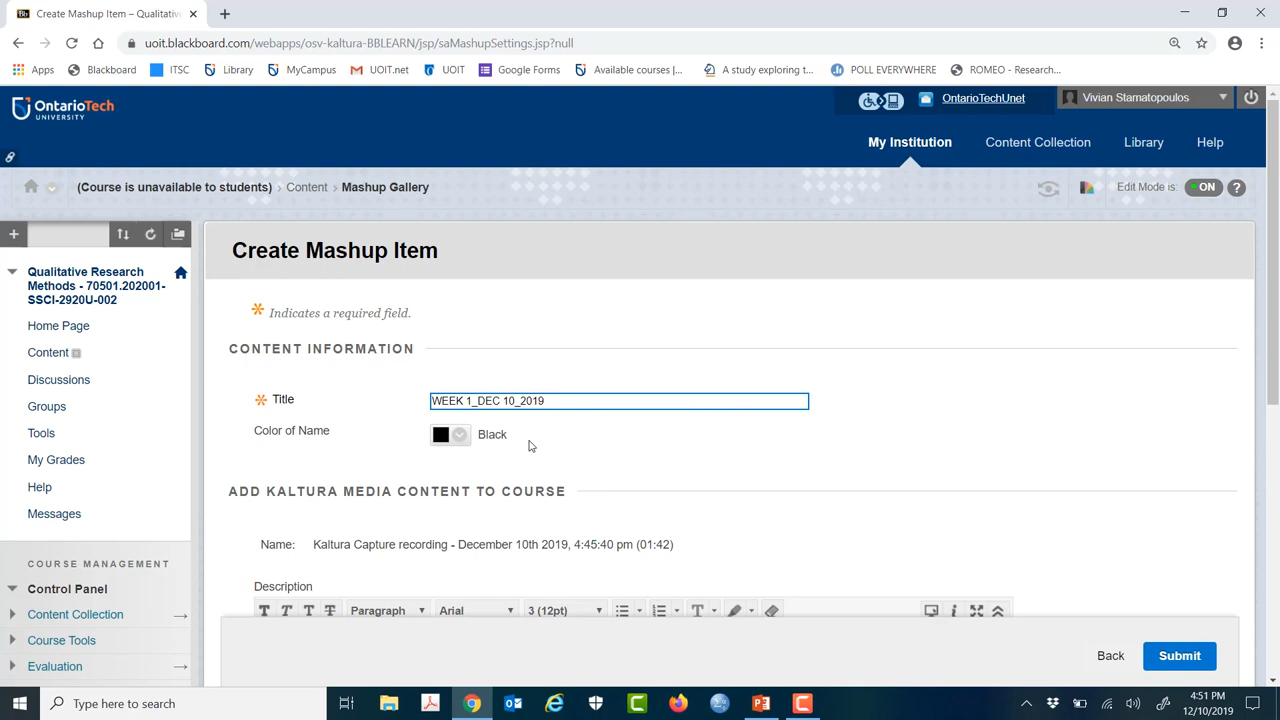 Create Mashup Item – Qualitativ
uoit.blackboard.com/webapps/osv-kaltura-BBLEARN/jsp/saMashupSettings.jsp?null
Apps Blackboard ITSC Library MyCampus UOIT.net UOIT Google Forms Available courses |... A study exploring t... POLL EVERYWHERE ROMEO - Research...
OntarioTech
UNIVERSITY
OntarioTechUnet
Vivian Stamatopoulos
My Institution Content Collection Library Help
(Course is unavailable to students) Content Mashup Gallery
Edit Mode is: ON ?
Create Mashup Item
Qualitative Research
Methods - 70501.202001-
SSCI-2920U-002
Home Page
Content
Discussions
Groups
Tools
My Grades
Help
Messages
COURSE MANAGEMENT
Control Panel
Content Collection
Course Tools
Evaluation
Indicates a required field.
CONTENT INFORMATION
Title WEEK 1_DEC 10_2019
Color of Name Black
ADD KALTURA MEDIA CONTENT TO COURSE
Name: Kaltura Capture recording - December 10th 2019, 4:45:40 pm (01:42)
Description
T T T T Paragraph Arial 3 (12pt) T i
Back Submit
Type here to search
4:51 PM
12/10/2019